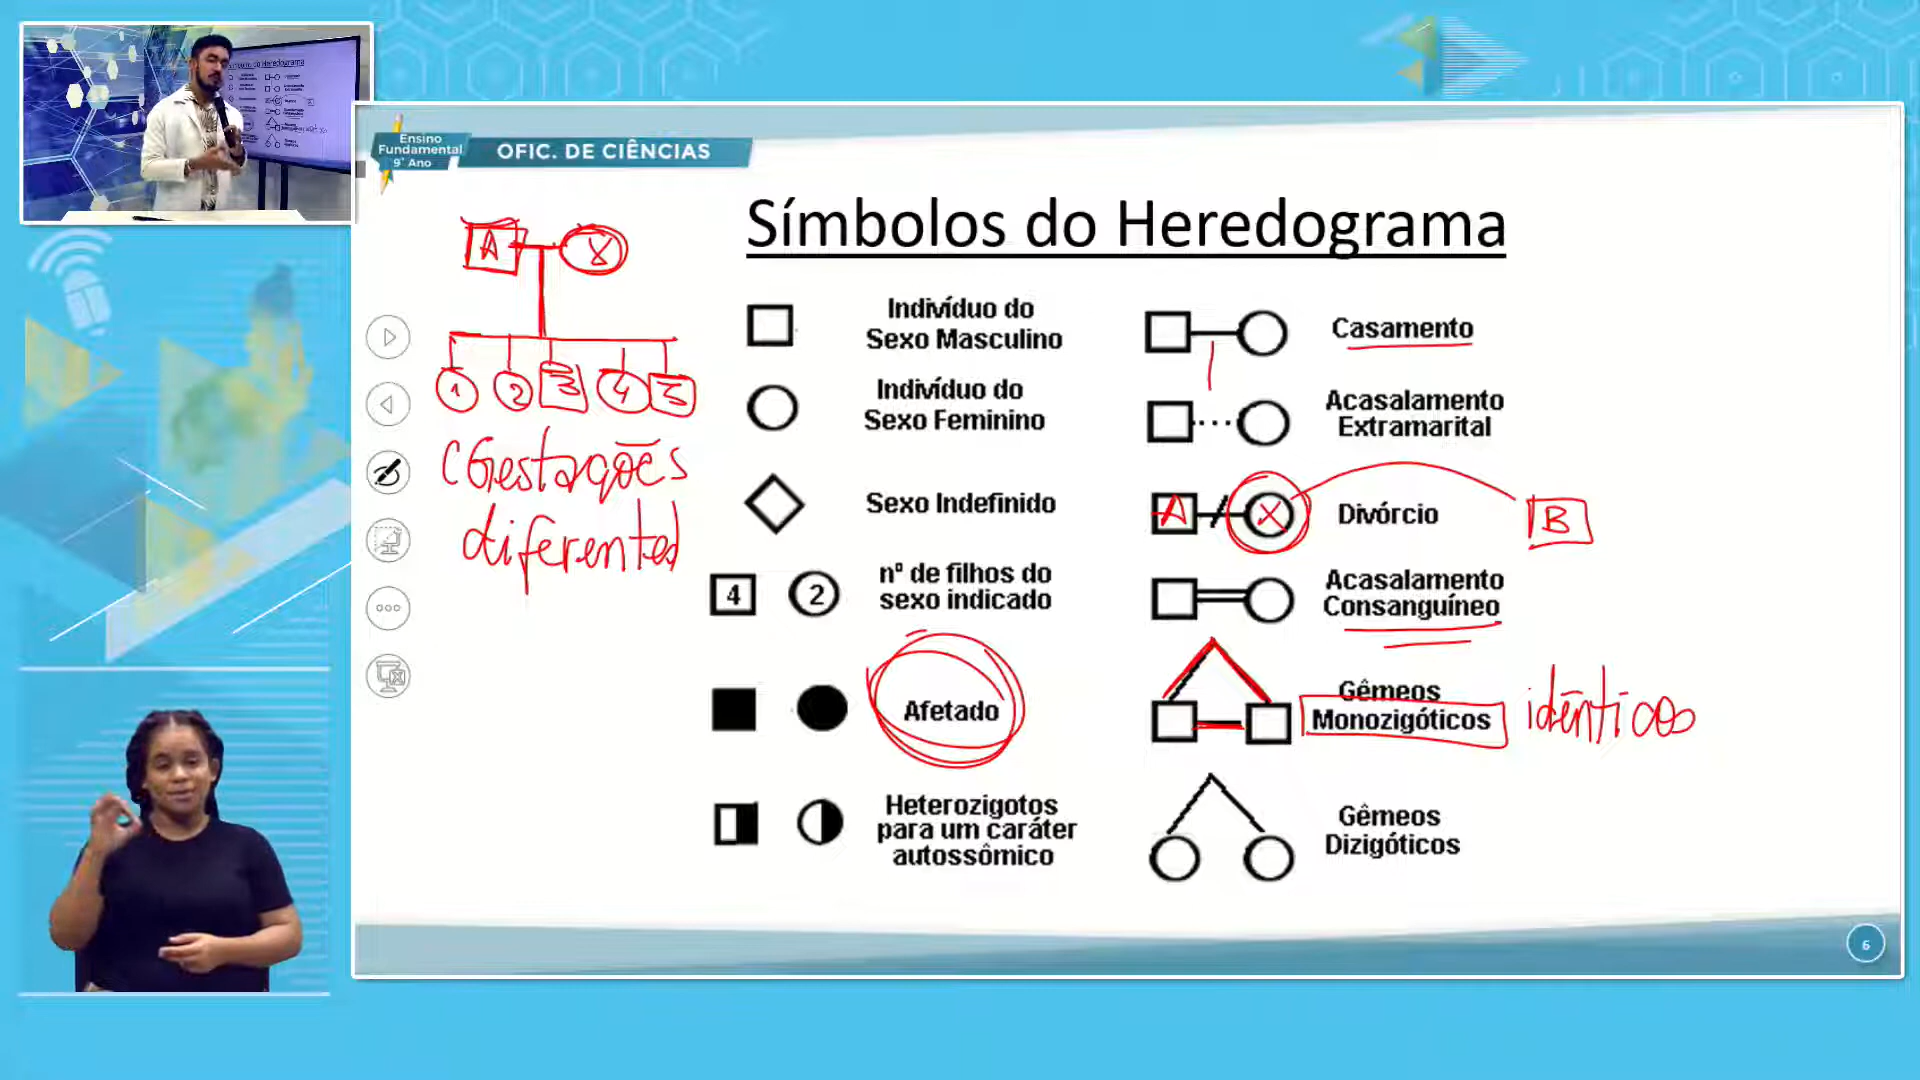 Ensino
Fundamental
9° Ano
OFIC. DE CIÊNCIAS
Símbolos do Heredograma
A X
1 2 3 4 5
Gestações
diferentes
Indivíduo do
Sexo Masculino
Indivíduo do
Sexo Feminino
Sexo Indefinido
4 2
nº de filhos do
sexo indicado
Afetado
Heterozigotos
para um caráter
autossômico
Casamento
Acasalamento
Extramarital
A X Divórcio B
Acasalamento
Consanguíneo
Gêmeos
Monozigóticos idênticos
Gêmeos
Dizigóticos
6